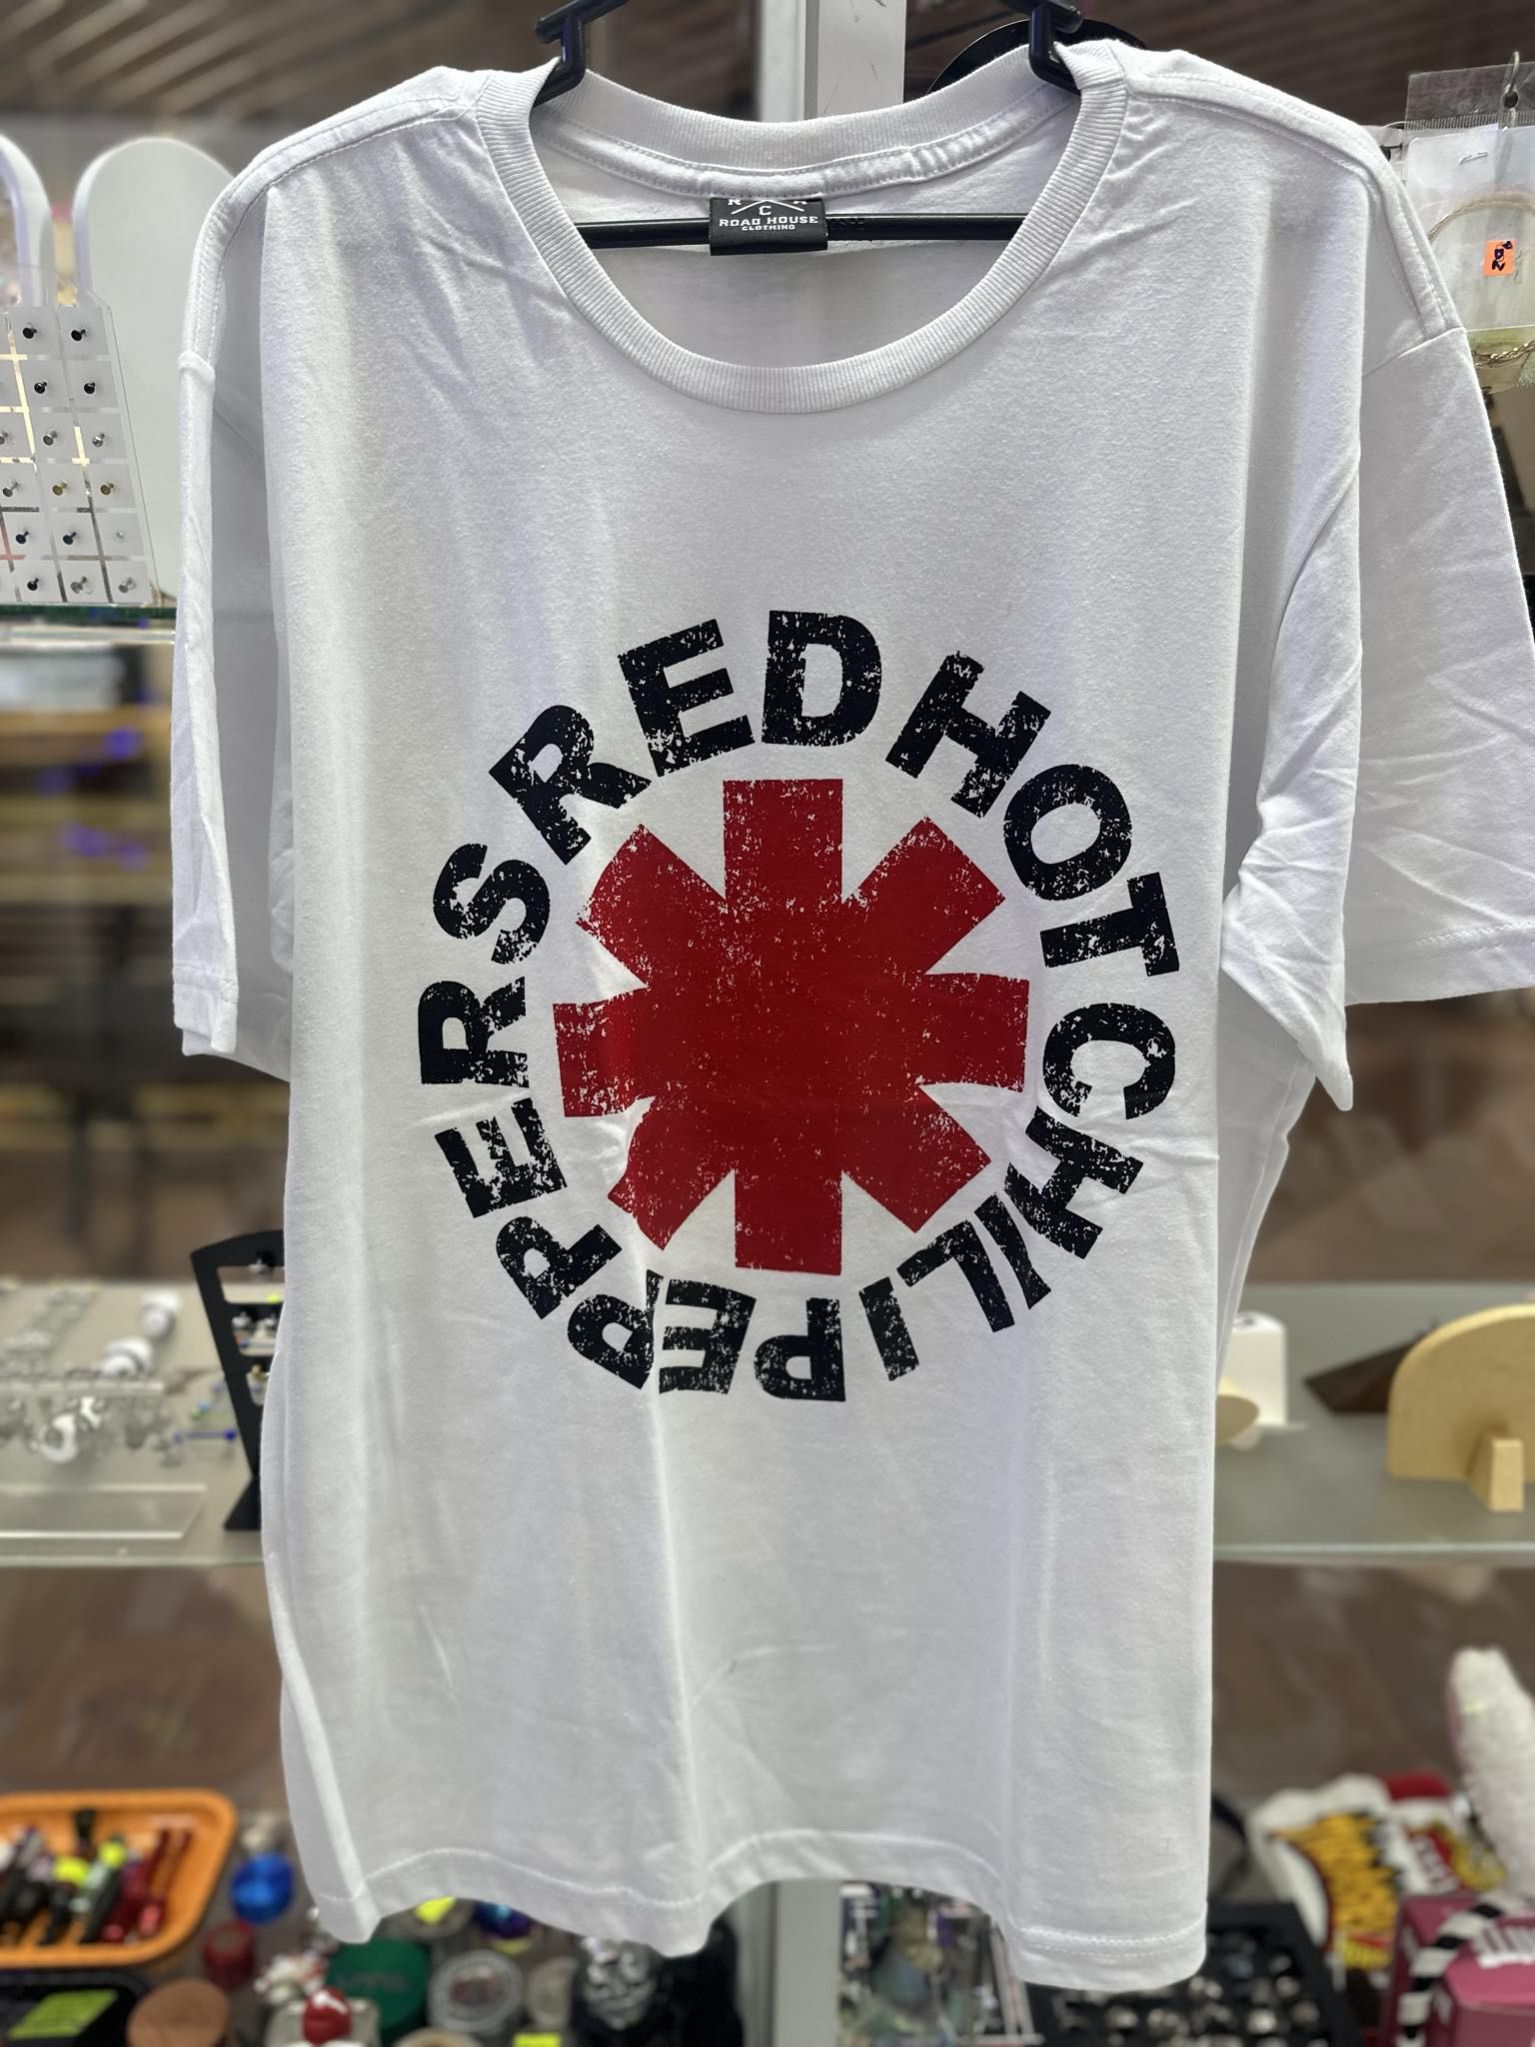 C
ROAD HOUSE
CLOTHING
RED HOT CHILI PEPPERS